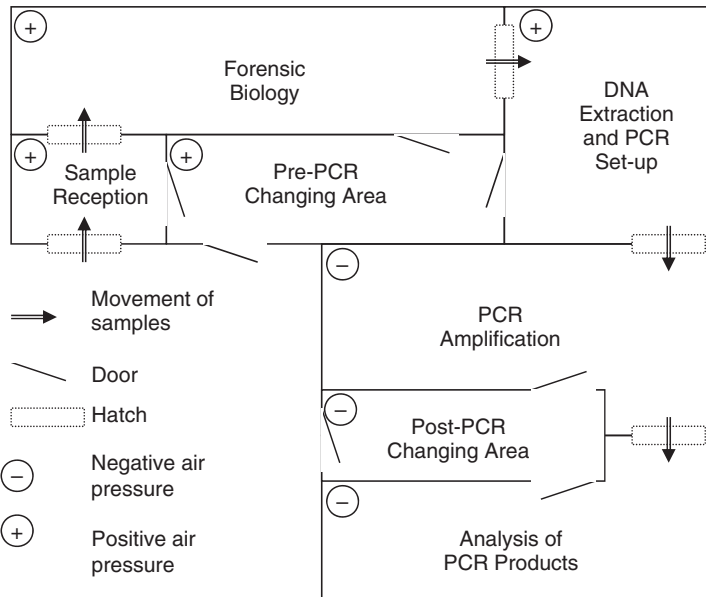 +
+
Forensic
Biology
DNA
Extraction
and PCR
Set-up
+
Sample
Reception
+
Pre-PCR
Changing Area
−
PCR
Amplification
−
Post-PCR
Changing Area
−
Analysis of
PCR Products
Movement of
samples
Door
Hatch
−
Negative air
pressure
+
Positive air
pressure